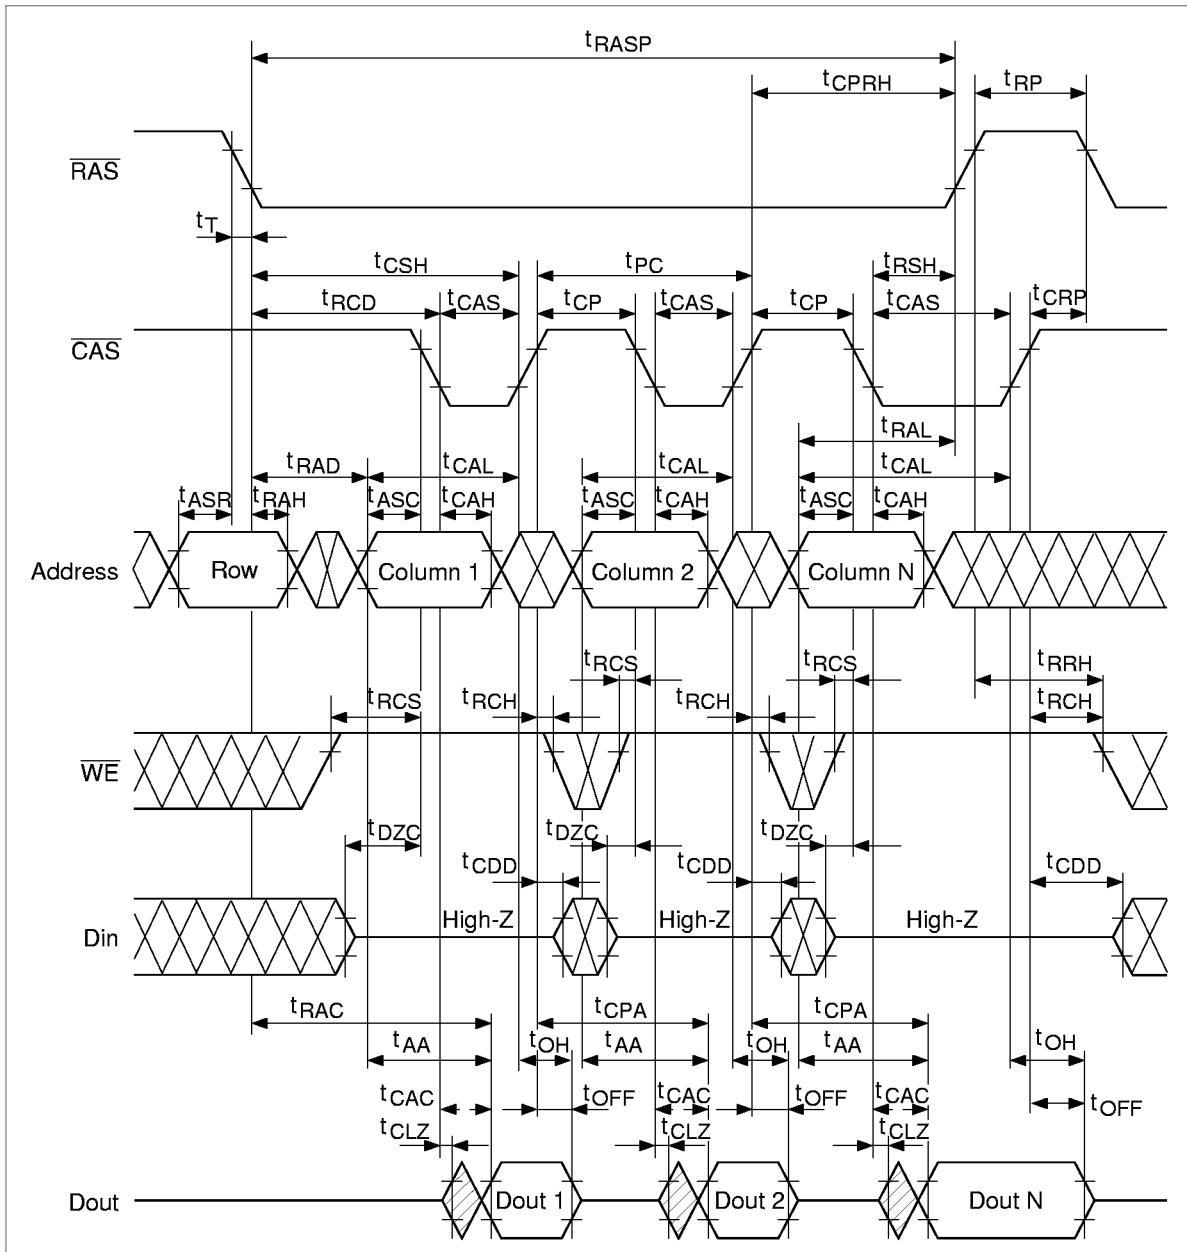 tRASP
tCPRH tRP
RAS
tT
tCSH tPC tRSH
tRCD tCAS tCP tCAS tCP tCAS tCRP
CAS
tRAL
tRAD tCAL tCAL tCAL
tASR tRAH tASC tCAH tASC tCAH tASC tCAH
Address Row Column 1 Column 2 Column N
tRCS tRCS tRRH
tRCS tRCH tRCH tRCH
WE
tDZC tDZC tDZC
tCDD tCDD tCDD
Din High-Z High-Z High-Z
tRAC tCPA tCPA
tAA tOH tAA tOH tAA tOH
tCAC tOFF tCAC tOFF tCAC tOFF
tCLZ tCLZ tCLZ
Dout Dout 1 Dout 2 Dout N